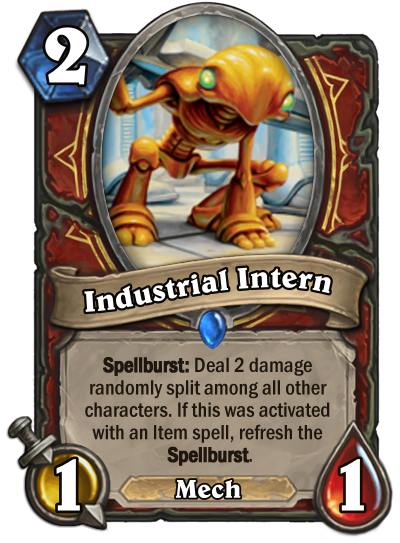 2
Industrial Intern
Spellburst: Deal 2 damage
randomly split among all other
characters. If this was activated
with an Item spell, refresh the
Spellburst.
1
Mech
1